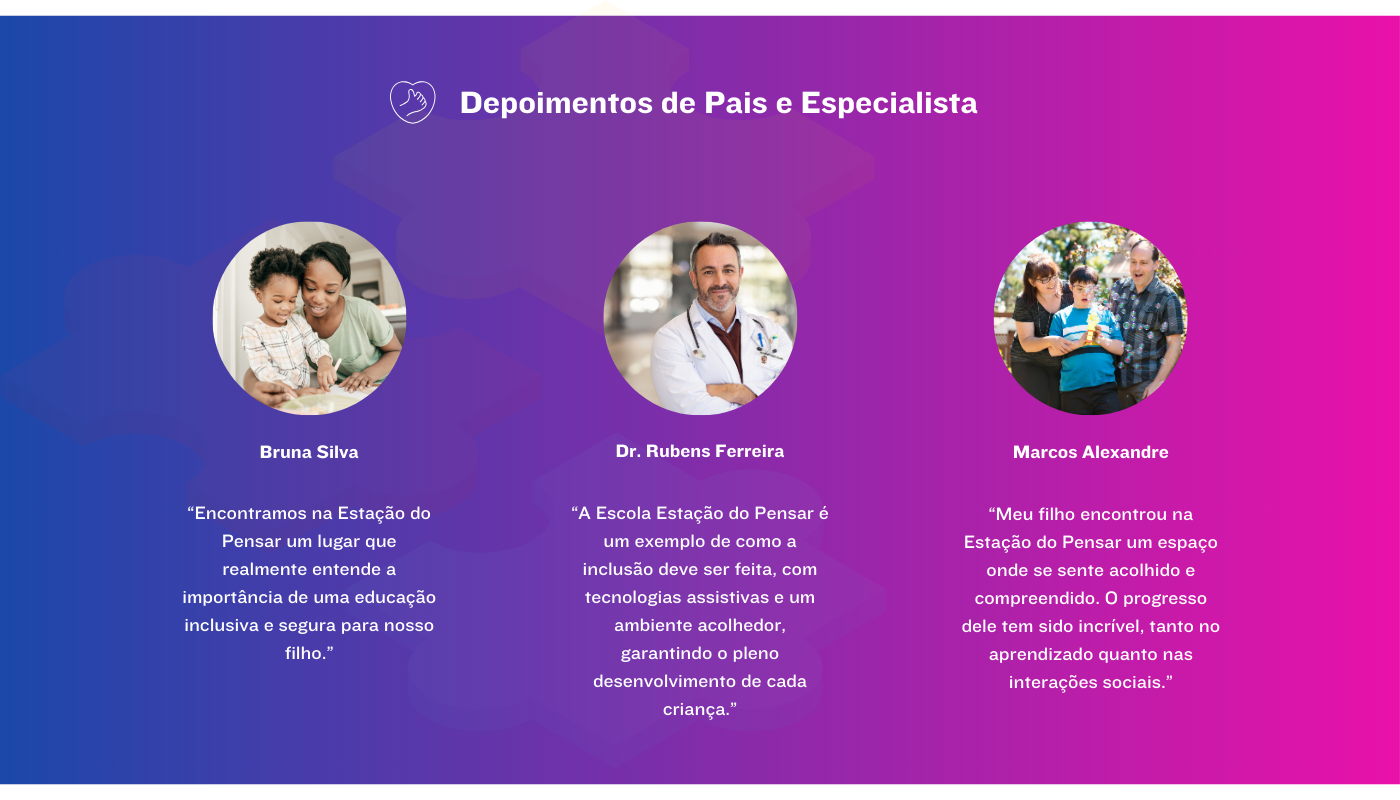 Depoimentos de Pais e Especialista
Bruna Silva
“Encontramos na Estação do
Pensar um lugar que
realmente entende a
importância de uma educação
inclusiva e segura para nosso
filho.”
Dr. Rubens Ferreira
“A Escola Estação do Pensar é
um exemplo de como a
inclusão deve ser feita, com
tecnologias assistivas e um
ambiente acolhedor,
garantindo o pleno
desenvolvimento de cada
criança.”
Marcos Alexandre
“Meu filho encontrou na
Estação do Pensar um espaço
onde se sente acolhido e
compreendido. O progresso
dele tem sido incrível, tanto no
aprendizado quanto nas
interações sociais.”